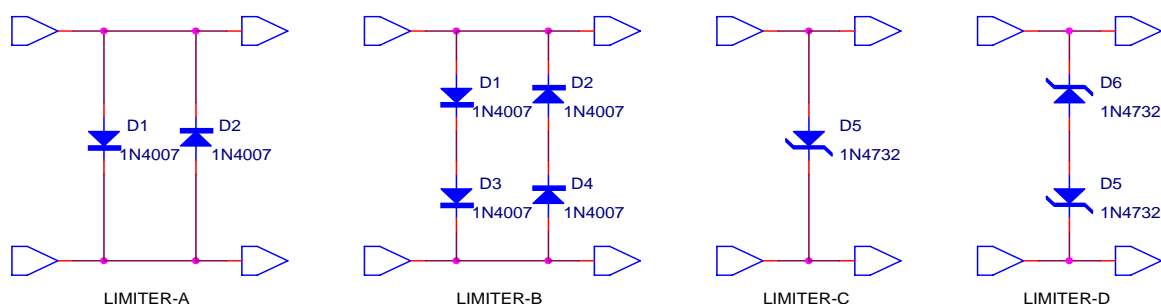 D1
1N4007
D2
1N4007
LIMITER-A
D1
1N4007
D2
1N4007
D3
1N4007
D4
1N4007
LIMITER-B
D5
1N4732
LIMITER-C
D6
1N4732
D5
1N4732
LIMITER-D